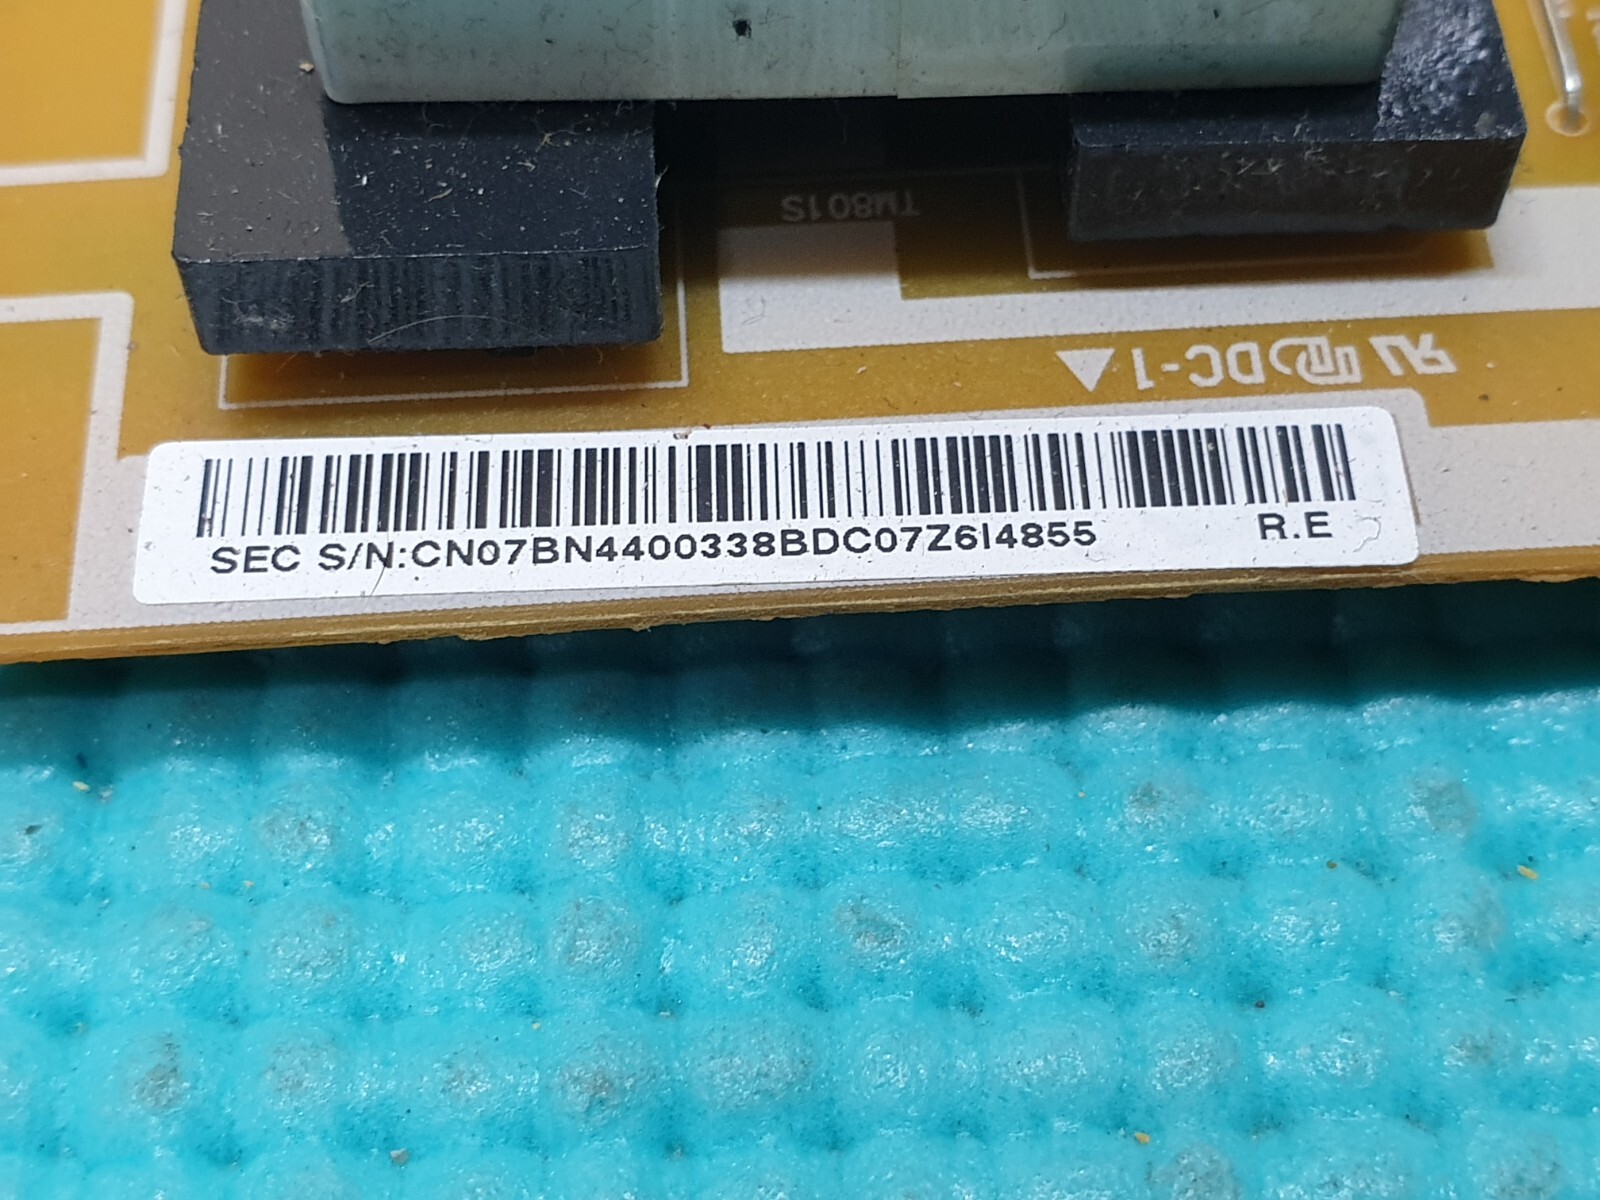 TM801S
▲DC-1
SEC S/N:CN07BN4400338BDC07Z6I4855 R.E